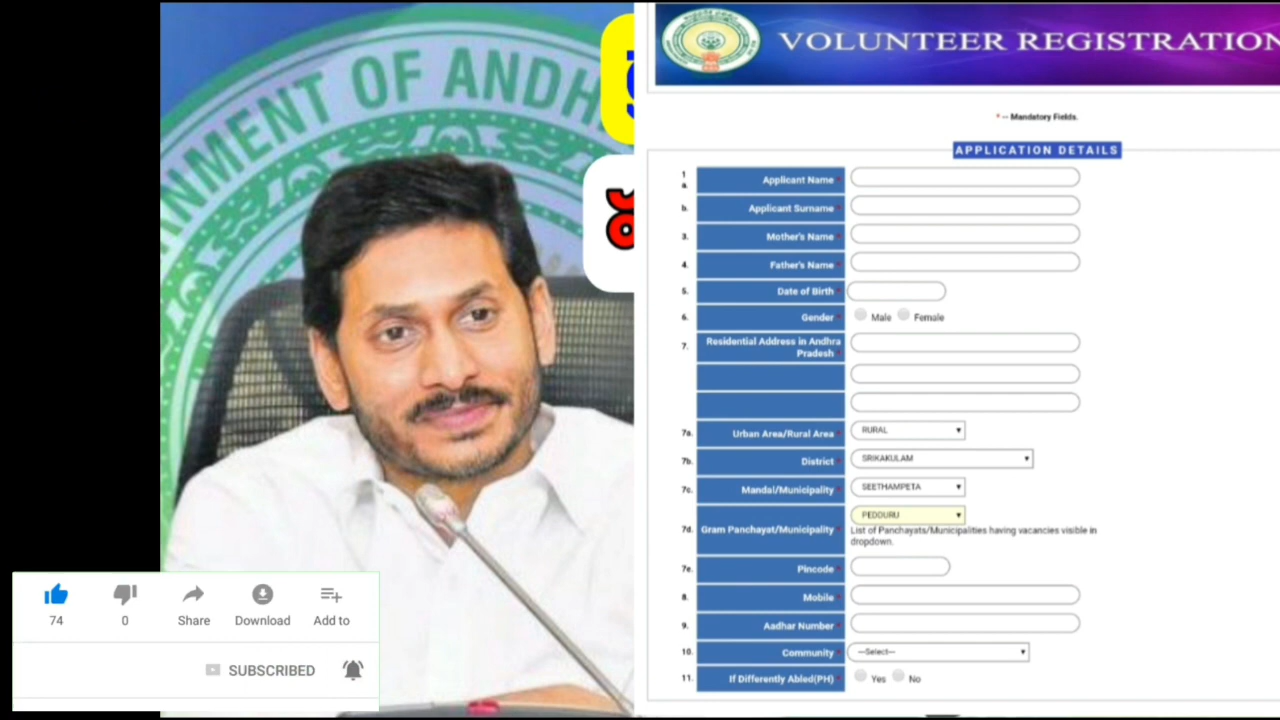 NMENT OF ANDH
VOLUNTEER REGISTRATION
* -- Mandatory Fields.
APPLICATION DETAILS
1 a. Applicant Name *
b. Applicant Surname *
3. Mother's Name *
4. Father's Name *
5. Date of Birth *
6. Gender * Male Female
7. Residential Address in Andhra
Pradesh *
7a. Urban Area/Rural Area * RURAL
7b. District * SRIKAKULAM
7c. Mandal/Municipality * SEETHAMPETA
7d. Gram Panchayat/Municipality * PEDDURU
List of Panchayats/Municipalities having vacancies visible in
dropdown.
7e. Pincode *
8. Mobile *
9. Aadhar Number *
10. Community * ---Select---
11. If Differently Abled(PH) * Yes No
74 0 Share Download Add to
SUBSCRIBED